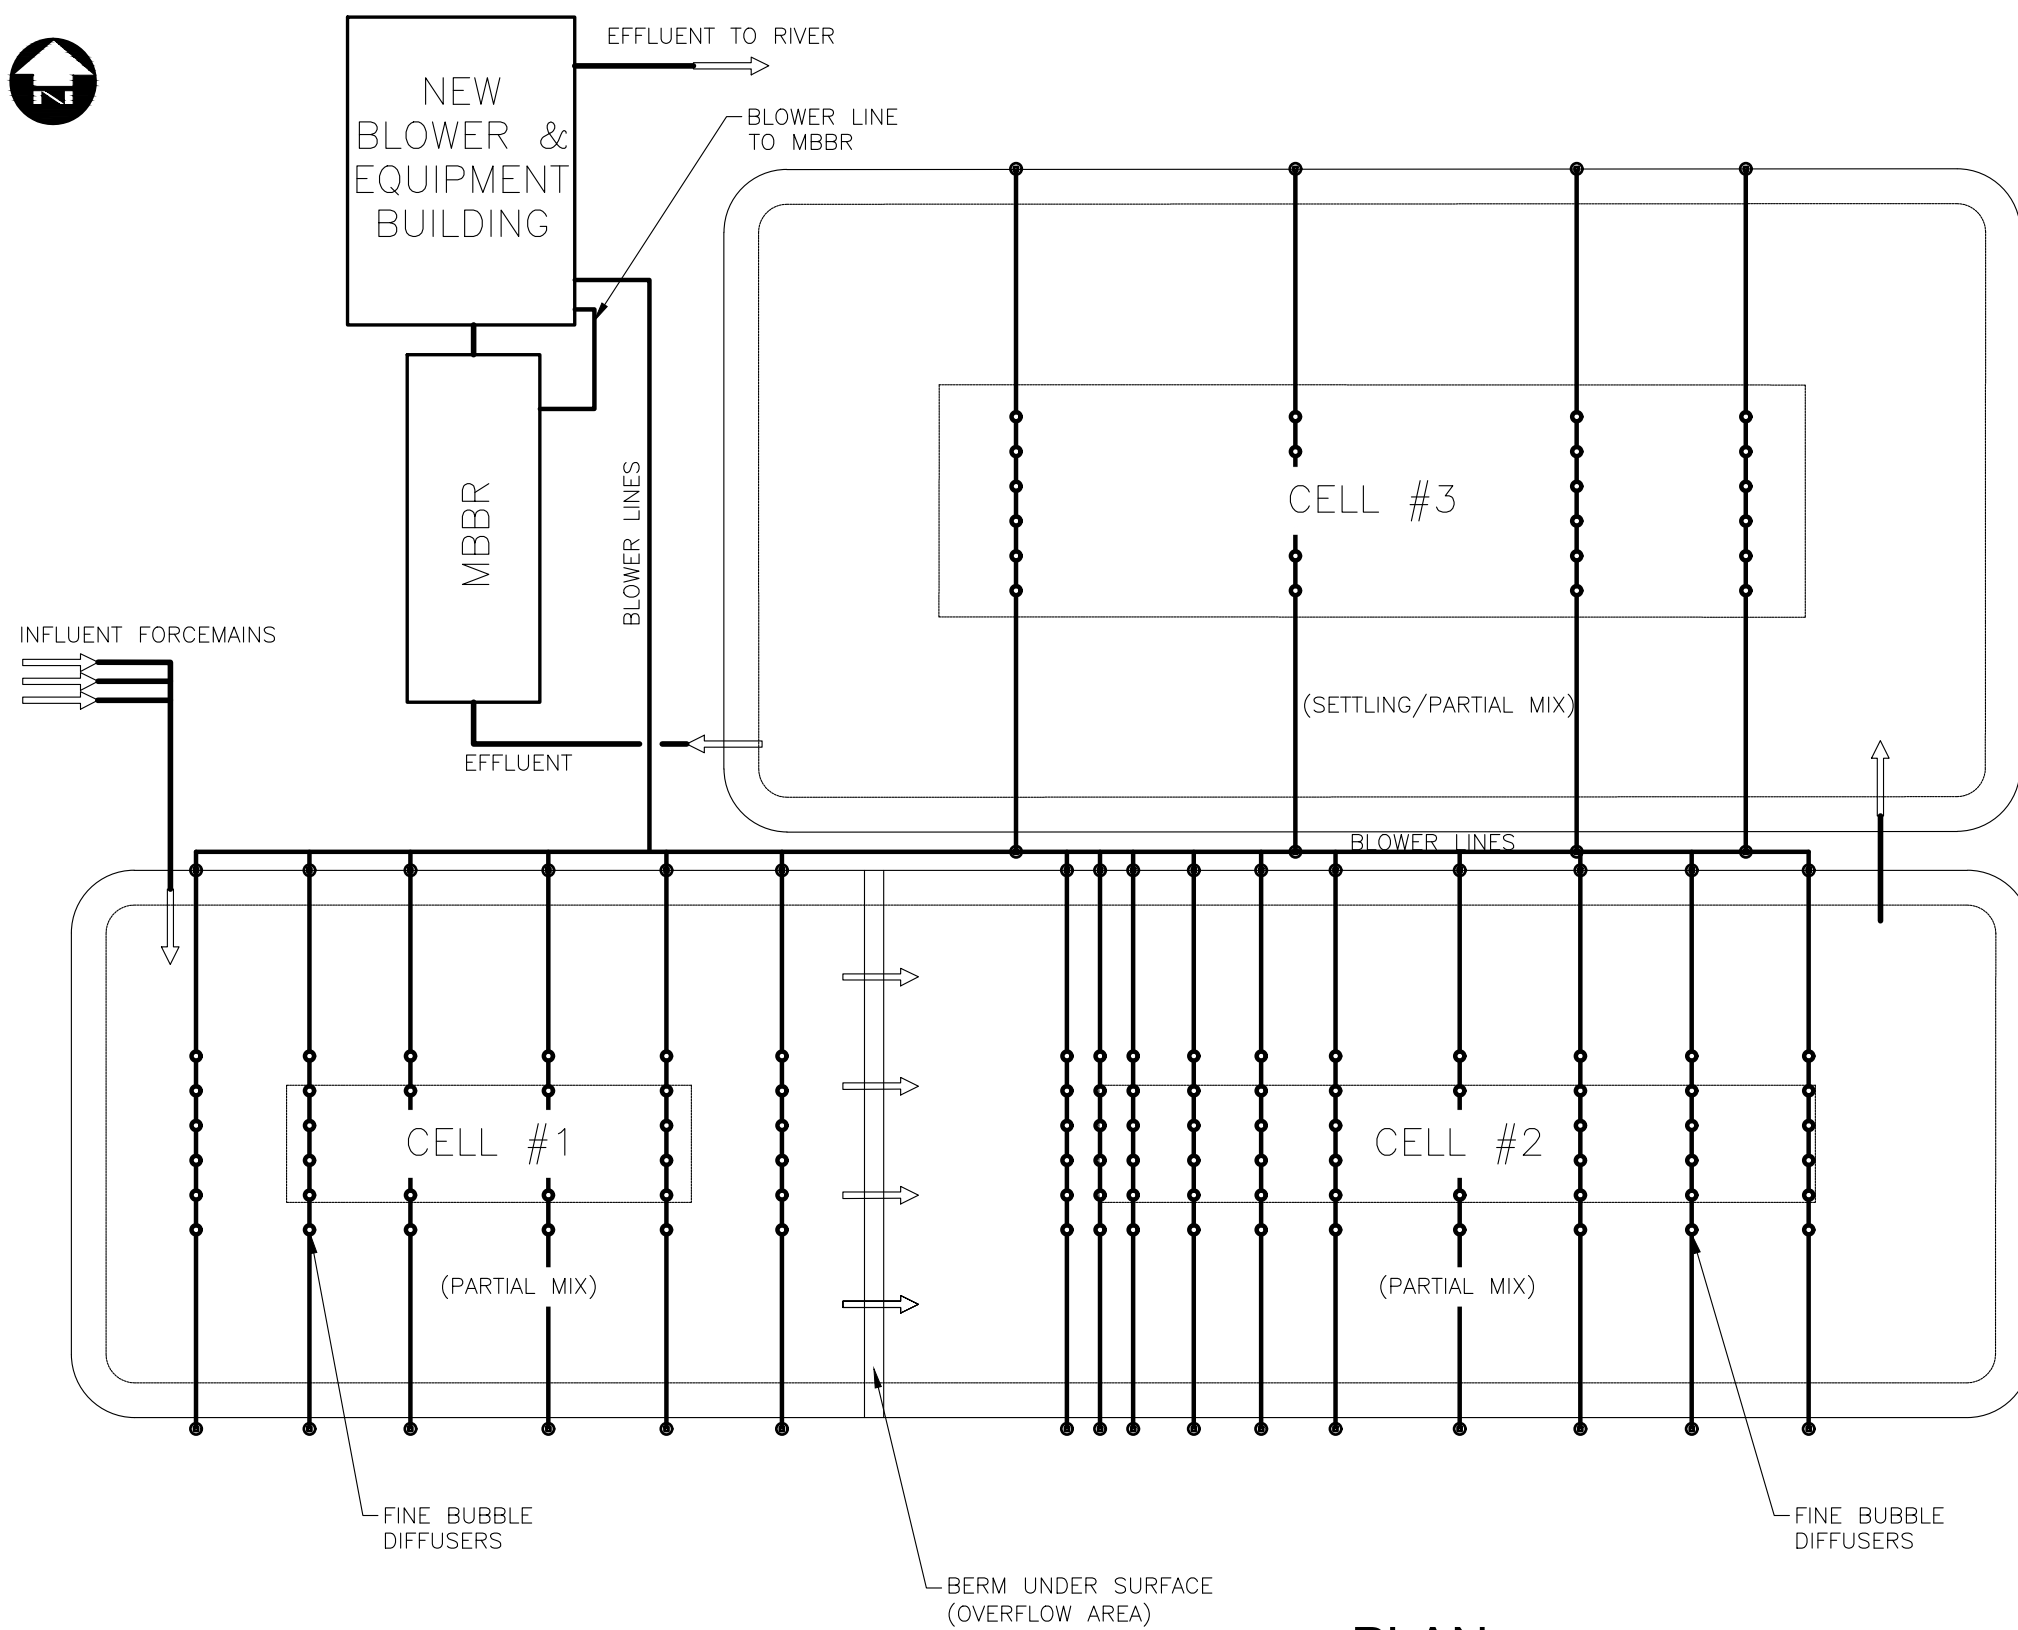 EFFLUENT TO RIVER
N
NEW
BLOWER &
EQUIPMENT
BUILDING
BLOWER LINE
TO MBBR
MBBR
BLOWER LINES
CELL #3
INFLUENT FORCEMAINS
(SETTLING/PARTIAL MIX)
EFFLUENT
BLOWER LINES
CELL #1
CELL #2
(PARTIAL MIX)
(PARTIAL MIX)
FINE BUBBLE
DIFFUSERS
FINE BUBBLE
DIFFUSERS
BERM UNDER SURFACE
(OVERFLOW AREA)
PLAN